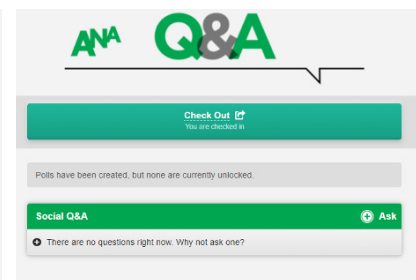 ANA Q&A
Check Out
You are checked in
Polls have been created, but none are currently unlocked.
Social Q&A Ask
There are no questions right now. Why not ask one?